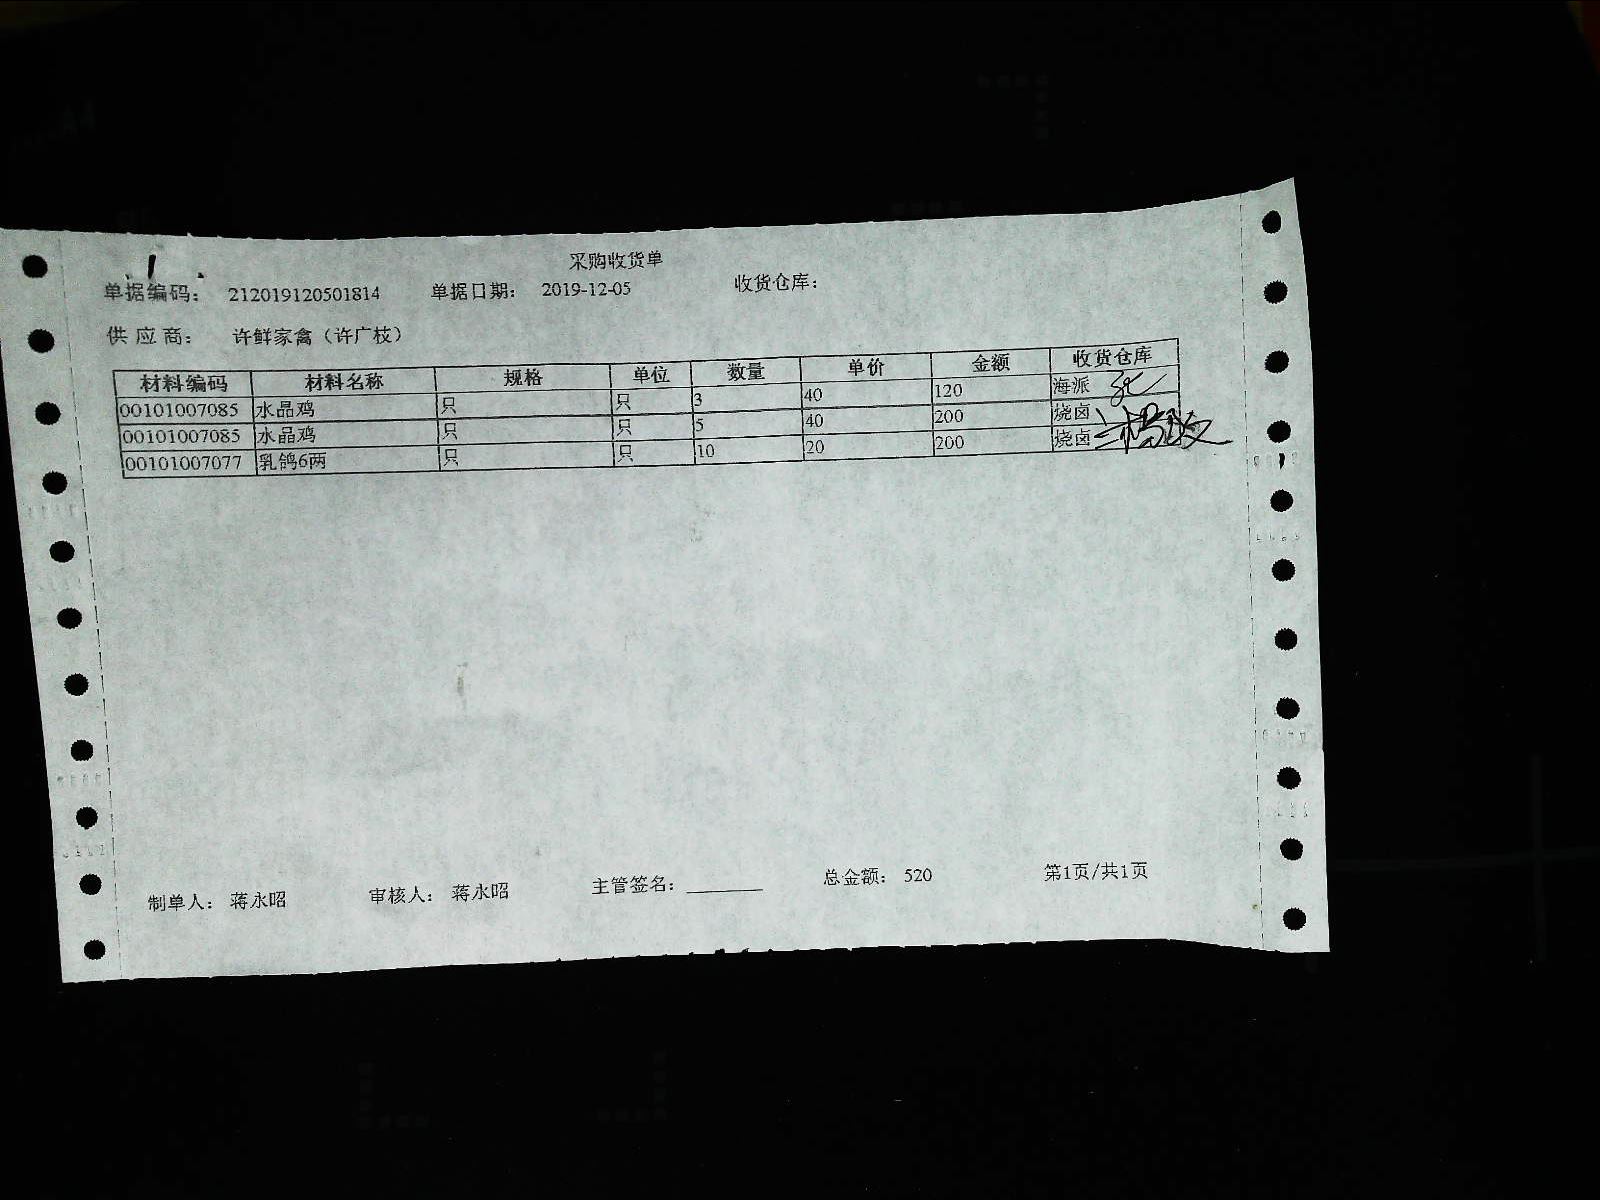 采购收货单
单据编码: 212019120501814 单据日期: 2019-12-05 收货仓库:
供应商: 许鲜家禽（许广枝）
材料编码 材料名称 规格 单位 数量 单价 金额 收货仓库
00101007085 水晶鸡 只 只 3 40 120 海派
00101007085 水晶鸡 只 只 5 40 200 烧卤
00101007077 乳鸽6两 只 只 10 20 200 烧卤
制单人: 蒋永昭 审核人: 蒋永昭 主管签名: ________ 总金额: 520 第1页/共1页